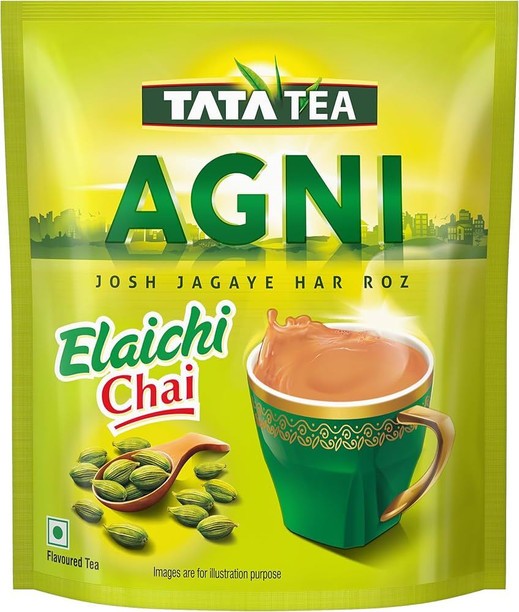 TATA TEA
AGNI
JOSH JAGAYE HAR ROZ
Elaichi
Chai
Flavoured Tea
Images are for illustration purpose